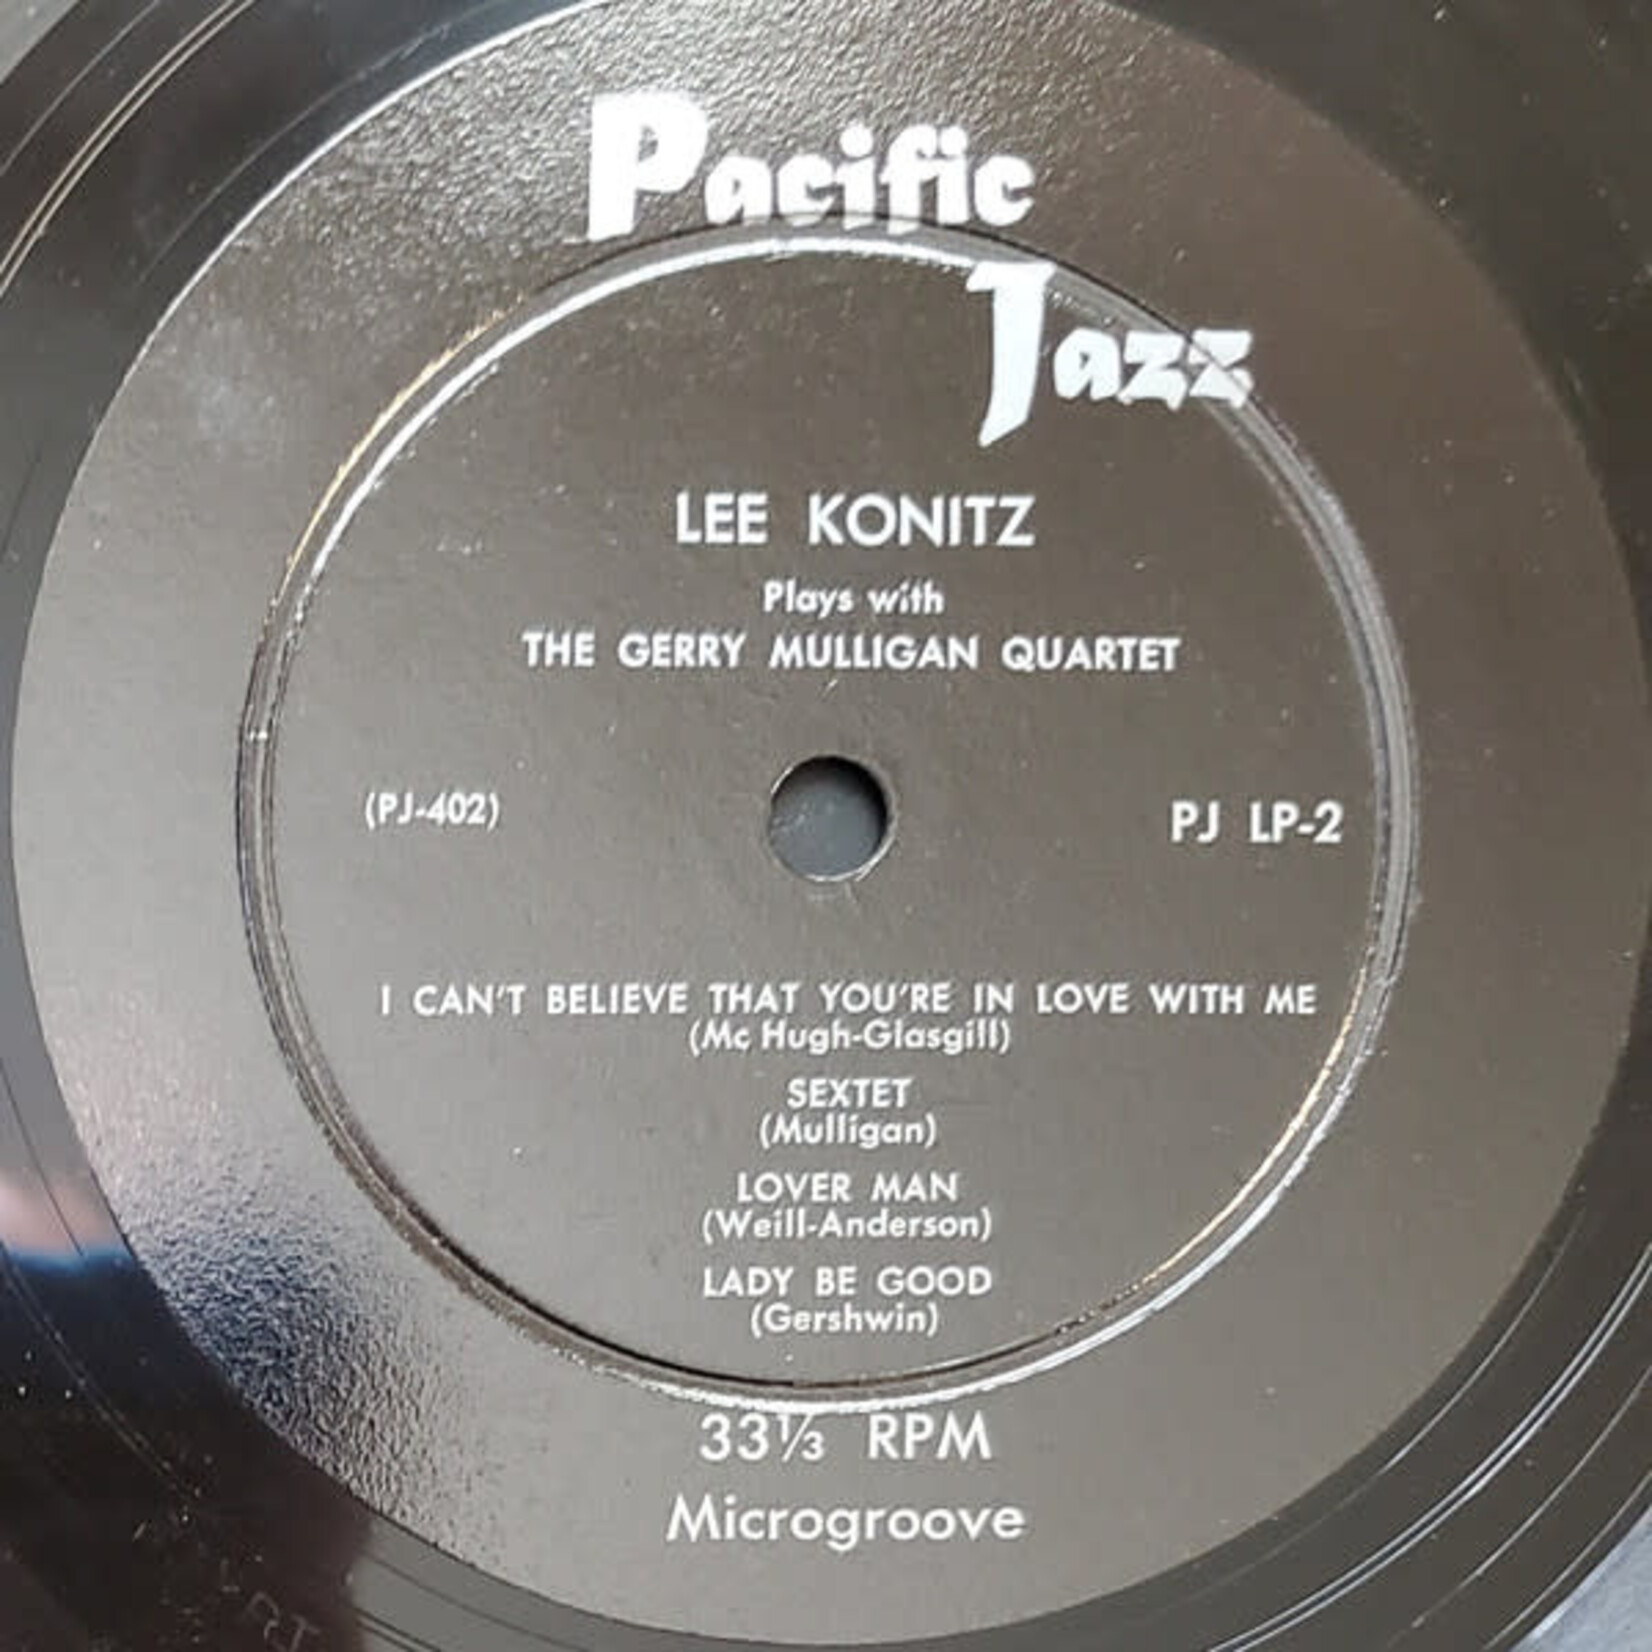 Pacific
Jazz
LEE KONITZ
Plays with
THE GERRY MULLIGAN QUARTET
(PJ-402)
PJ LP-2
I CAN'T BELIEVE THAT YOU'RE IN LOVE WITH ME
(Mc Hugh-Glasgill)
SEXTET
(Mulligan)
LOVER MAN
(Weill-Anderson)
LADY BE GOOD
(Gershwin)
33⅓ RPM
Microgroove